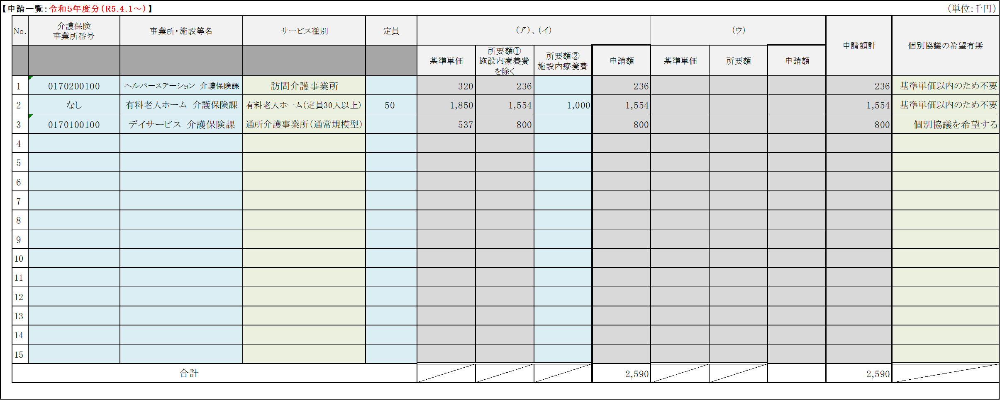 【申請一覧：令和５年度分（R5.4.1～）】
（単位:千円）
No.
介護保険
事業所番号
事業所・施設等名
サービス種別
定員
（ア）、（イ）
（ウ）
申請額計
個別協議の希望有無
基準単価
所要額①
施設内療養費
を除く
所要額②
施設内療養費
申請額
基準単価
所要額
申請額
1 0170200100 ヘルパーステーション　介護保険課 訪問介護事業所 320 236 236 236 基準単価以内のため不要
2 なし 有料老人ホーム　介護保険課 有料老人ホーム（定員30人以上） 50 1,850 1,554 1,000 1,554 1,554 基準単価以内のため不要
3 0170100100 デイサービス　介護保険課 通所介護事業所（通常規模型） 537 800 800 800 個別協議を希望する
4
5
6
7
8
9
10
11
12
13
14
15
合計 2,590 2,590